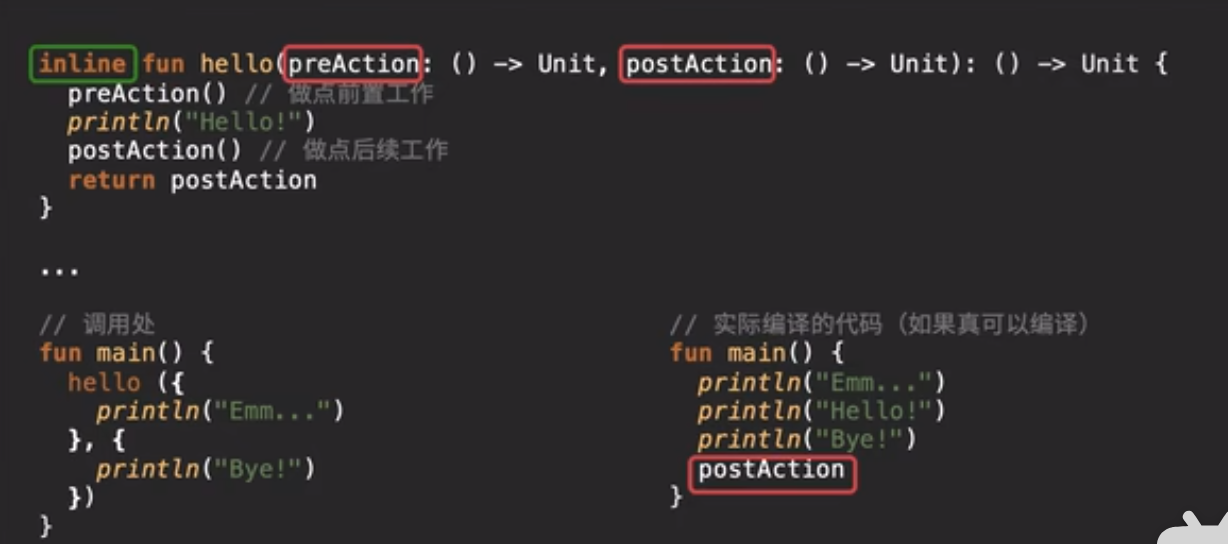 inline fun hello(preAction: () -> Unit, postAction: () -> Unit): () -> Unit {
preAction() // 做点前置工作
println("Hello!")
postAction() // 做点后续工作
return postAction
}
...
// 调用处
fun main() {
hello ({
println("Emm...")
}, {
println("Bye!")
})
}
// 实际编译的代码（如果真可以编译）
fun main() {
println("Emm...")
println("Hello!")
println("Bye!")
postAction
}